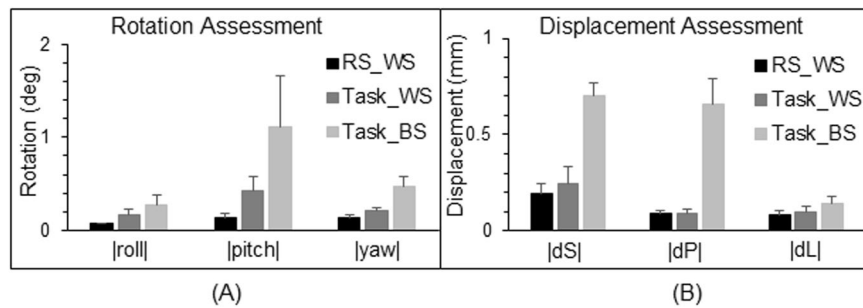 Rotation Assessment
2
1
0
Rotation (deg)
RS_WS
Task_WS
Task_BS
|roll|
|pitch|
|yaw|
(A)
Displacement Assessment
1
0.5
0
Displacement (mm)
RS_WS
Task_WS
Task_BS
|dS|
|dP|
|dL|
(B)